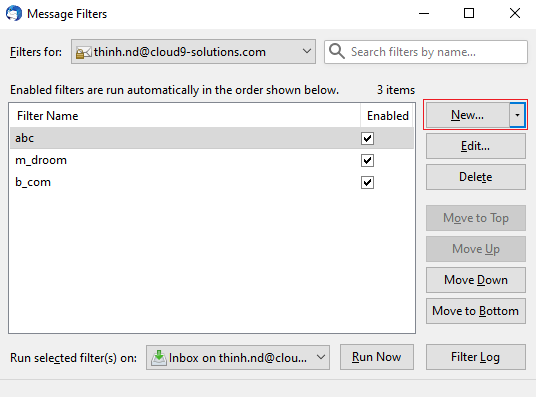 Message Filters
Filters for: thinh.nd@cloud9-solutions.com Search filters by name...
Enabled filters are run automatically in the order shown below. 3 items
Filter Name Enabled New...
abc
m_droom Edit...
b_com Delete
Move to Top
Move Up
Move Down
Move to Bottom
Run selected filter(s) on: Inbox on thinh.nd@clou... Run Now Filter Log